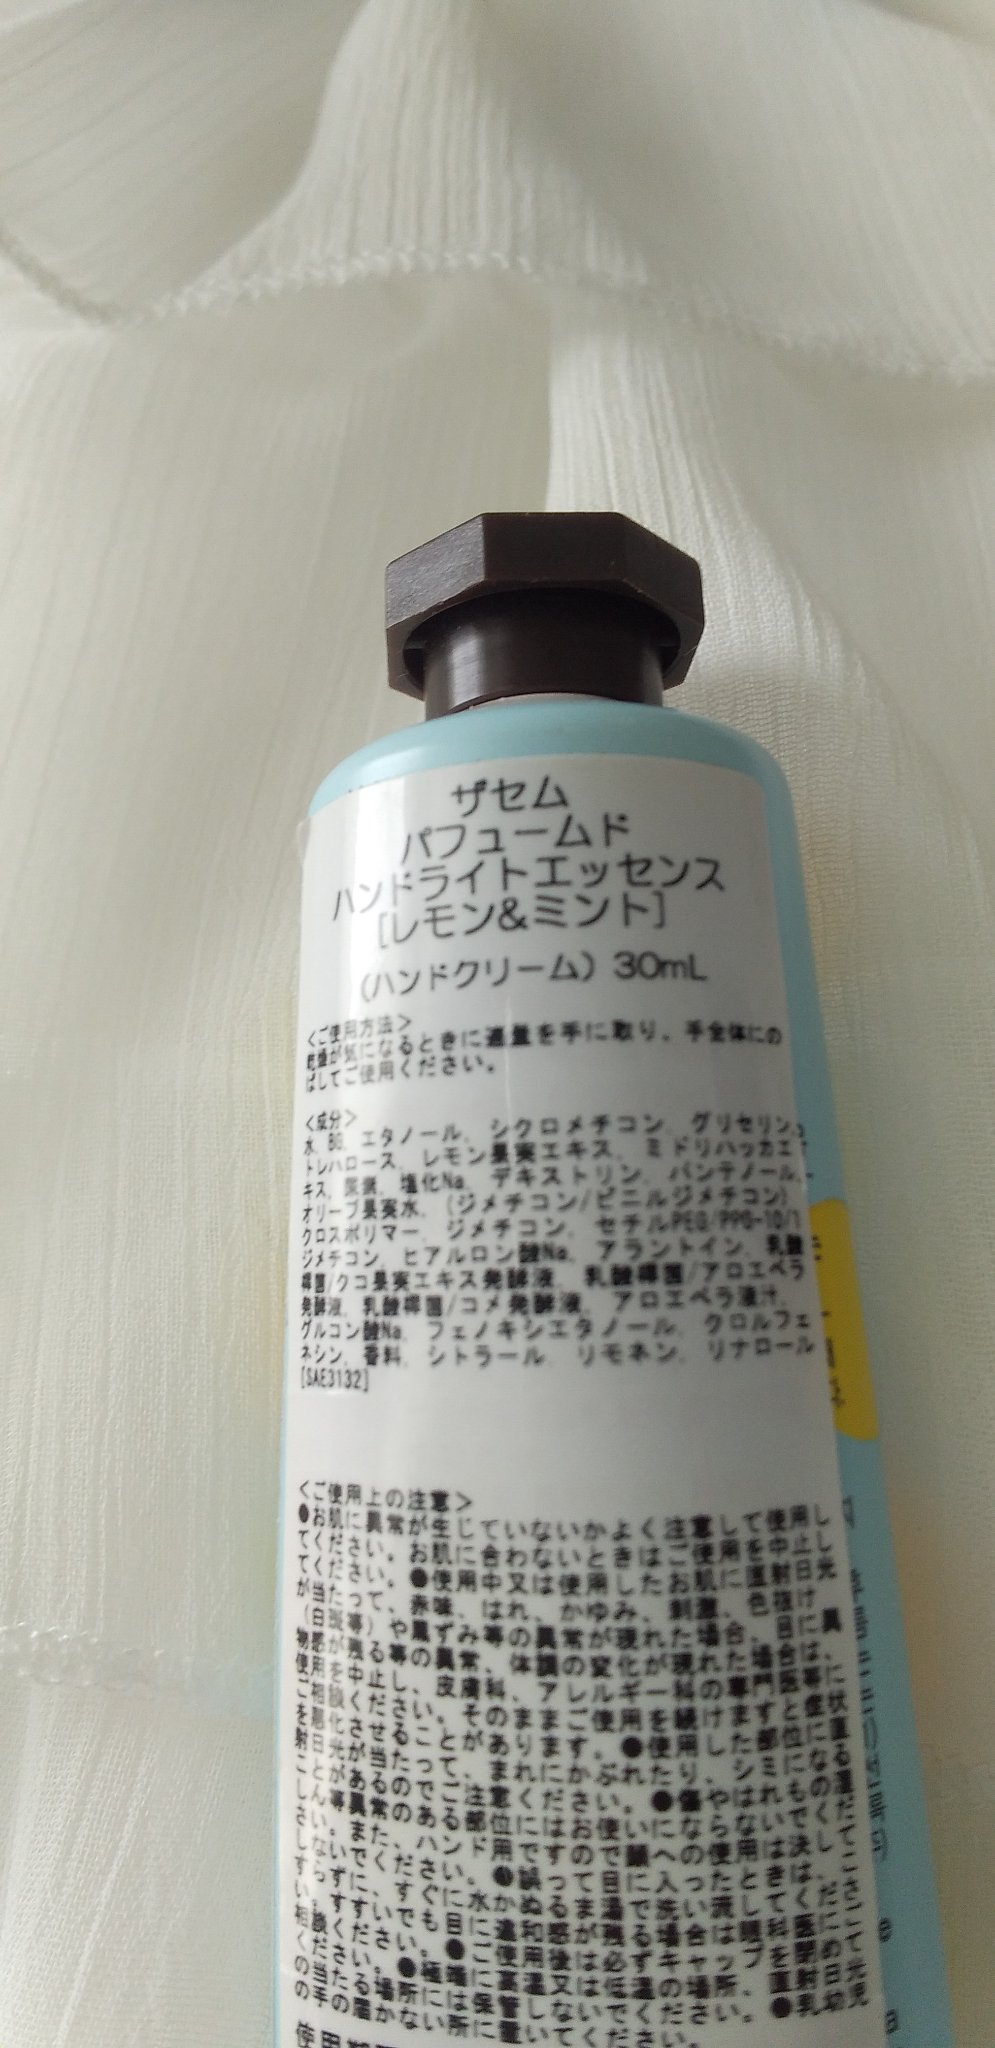 ザセム
パフュームド
ハンドライトエッセンス
[レモン&ミント]
(ハンドクリーム) 30mL
<ご使用方法>
乾燥が気になるときに適量を手に取り、手全体にの
ばしてご使用ください。
<成分>
水、BG、エタノール、シクロメチコン、グリセリン、
トレハロース、レモン果実エキス、ミドリハッカエ
キス、尿素、塩化Na、デキストリン、パンテノール、
オリーブ果実水、(ジメチコン/ビニルジメチコン)
クロスポリマー、ジメチコン、セチルPEG/PPG-10/1
ジメチコン、ヒアルロン酸Na、アラントイン、乳酸
桿菌/クコ果実エキス発酵液、乳酸桿菌/アロエベラ
発酵液、乳酸桿菌/コメ発酵液、アロエベラ液汁、
グルコン酸Na、フェノキシエタノール、クロルフェ
ネシン、香料、シトラール、リモネン、リナロール
[SAE3132]
<ご使用上の注意>
●お肌に異常が生じていないかよく注意して使用し
てください。お肌に合わないときはご使用を中止し
てください。●使用中又は使用したお肌に直射日光
が当たって、赤味、はれ、かゆみ、刺激、色抜け
(白斑等)や黒ずみ等の異常が現れた場合、目に異
物感が残る等の異常、体調の変化が現れた場合は、
使用を中止し、皮膚科、アレルギー科の専門医等に
ご相談ください。そのままご使用を続けますと症状
を悪化させることがあります。●使用した部位に直
射日光が当たって、まれにかぶれたり、シミになる
ことがあるのでご注意ください。●傷やはれもの湿
しん等異常のある部位にはお使いにならないでくだ
さい。また、ハンド用ですので顔への使用は決して
しないでください。●誤って目に入ったときは、こ
すらずに、すぐに水かぬるま湯で洗い流してくださ
い。すすいでも目に違和感が残る場合は眼科医にご
相談ください。●ご使用後は必ずキャップを閉めて
ください。●極端に高温又は低温の場所、直射日光
の当たる場所には保管しないでください。●乳幼児
の手の届かない所に置いてください。